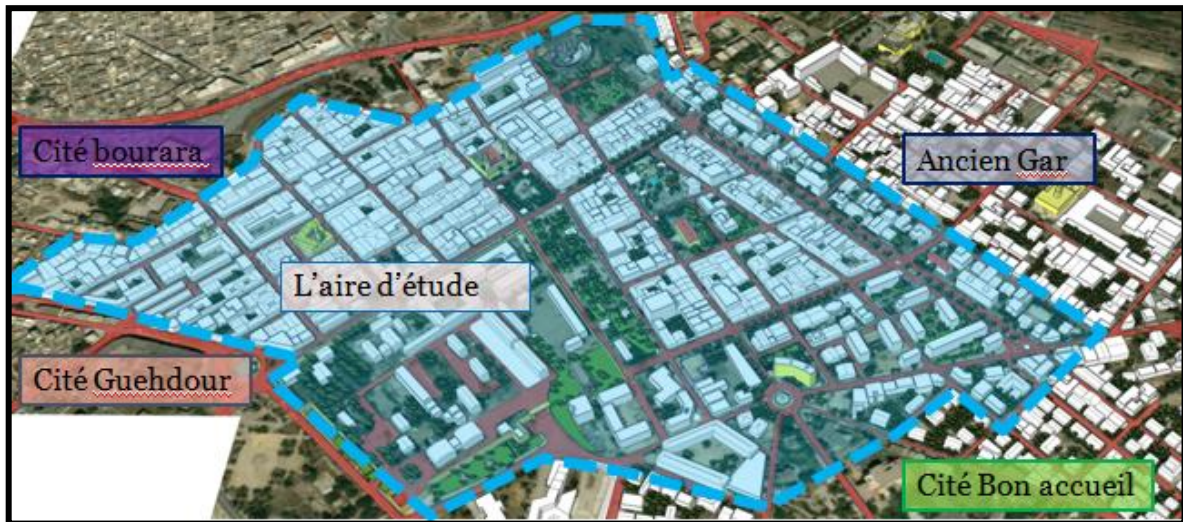 Cité bourara
Ancien Gar
L'aire d'étude
Cité Guehdour
Cité Bon accueil